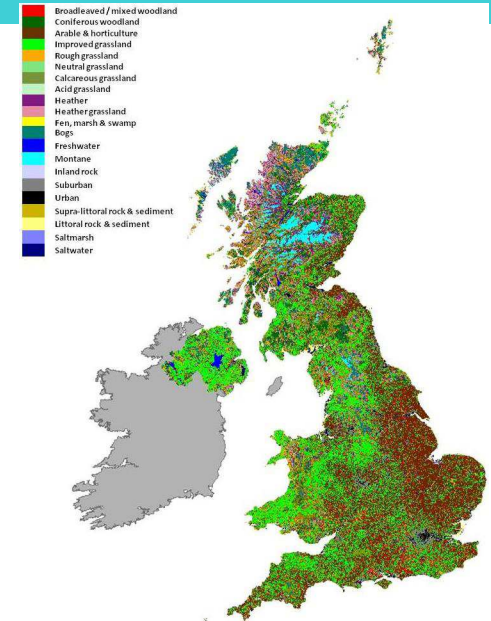 Broadleaved / mixed woodland
Coniferous woodland
Arable & horticulture
Improved grassland
Rough grassland
Neutral grassland
Calcareous grassland
Acid grassland
Heather
Heather grassland
Fen, marsh & swamp
Bogs
Freshwater
Montane
Inland rock
Suburban
Urban
Supra-littoral rock & sediment
Littoral rock & sediment
Saltmarsh
Saltwater